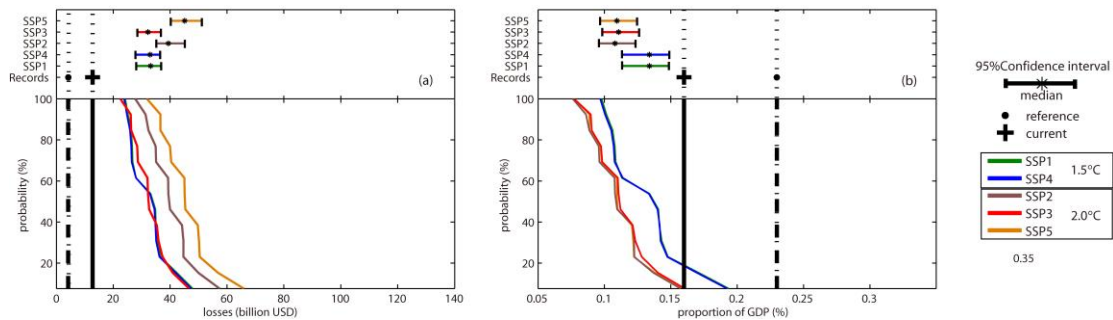 SSP5
SSP3
SSP2
SSP4
SSP1
Records
(a)
100
80
60
40
20
probability (%)
0 20 40 60 80 100 120 140
losses (billion USD)
SSP5
SSP3
SSP2
SSP4
SSP1
Records
(b)
100
80
60
40
20
probability (%)
0.05 0.1 0.15 0.2 0.25 0.3
proportion of GDP (%)
95%Confidence interval
median
reference
current
SSP1
SSP4
1.5°C
SSP2
SSP3
SSP5
2.0°C
0.35